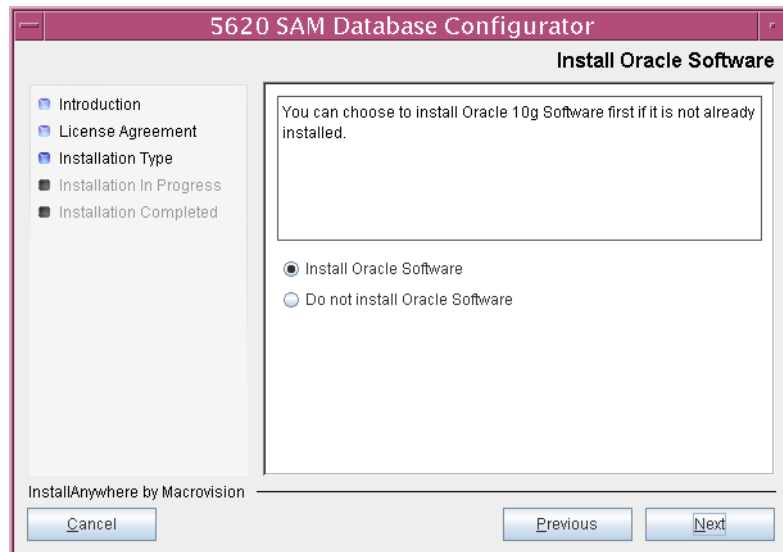 5620 SAM Database Configurator
Install Oracle Software
Introduction
License Agreement
Installation Type
Installation In Progress
Installation Completed
You can choose to install Oracle 10g Software first if it is not already
installed.
Install Oracle Software
Do not install Oracle Software
InstallAnywhere by Macrovision
Cancel
Previous
Next